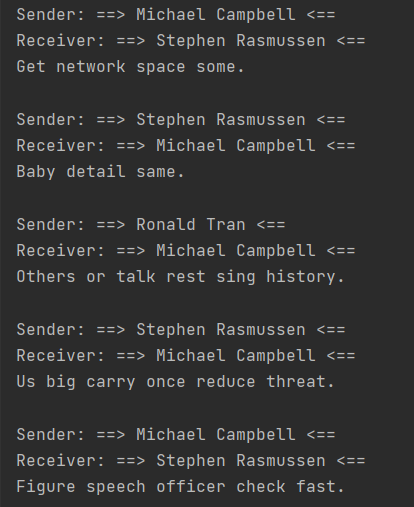 Sender: ==> Michael Campbell <==
Receiver: ==> Stephen Rasmussen <==
Get network space some.
Sender: ==> Stephen Rasmussen <==
Receiver: ==> Michael Campbell <==
Baby detail same.
Sender: ==> Ronald Tran <==
Receiver: ==> Michael Campbell <==
Others or talk rest sing history.
Sender: ==> Stephen Rasmussen <==
Receiver: ==> Michael Campbell <==
Us big carry once reduce threat.
Sender: ==> Michael Campbell <==
Receiver: ==> Stephen Rasmussen <==
Figure speech officer check fast.